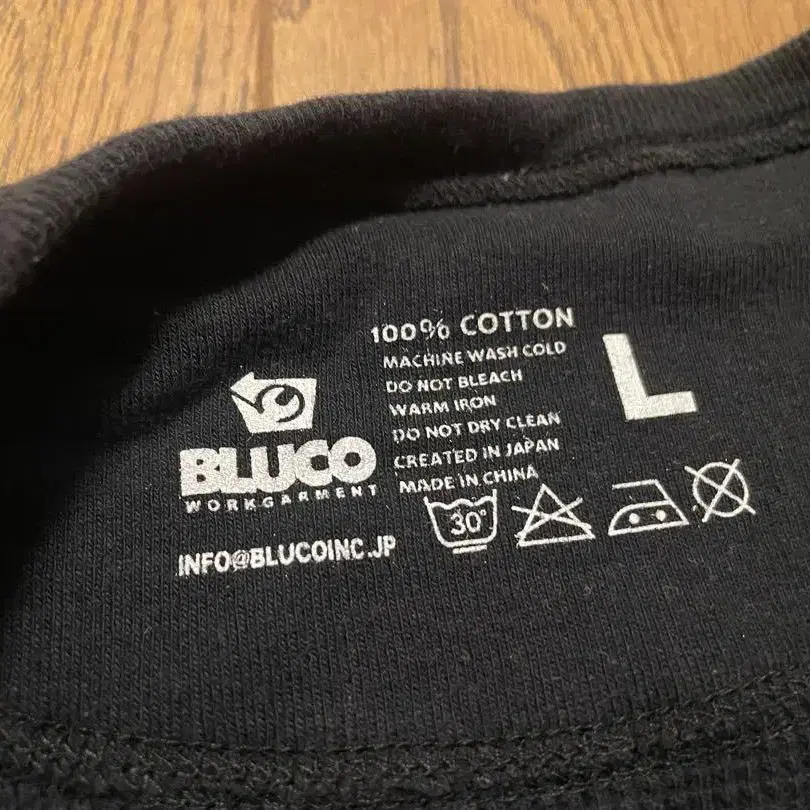 100% COTTON
MACHINE WASH COLD
DO NOT BLEACH
WARM IRON
DO NOT DRY CLEAN
CREATED IN JAPAN
MADE IN CHINA
L
BLUCO
WORKGARMENT
30°
INFO@BLUCOINC.JP